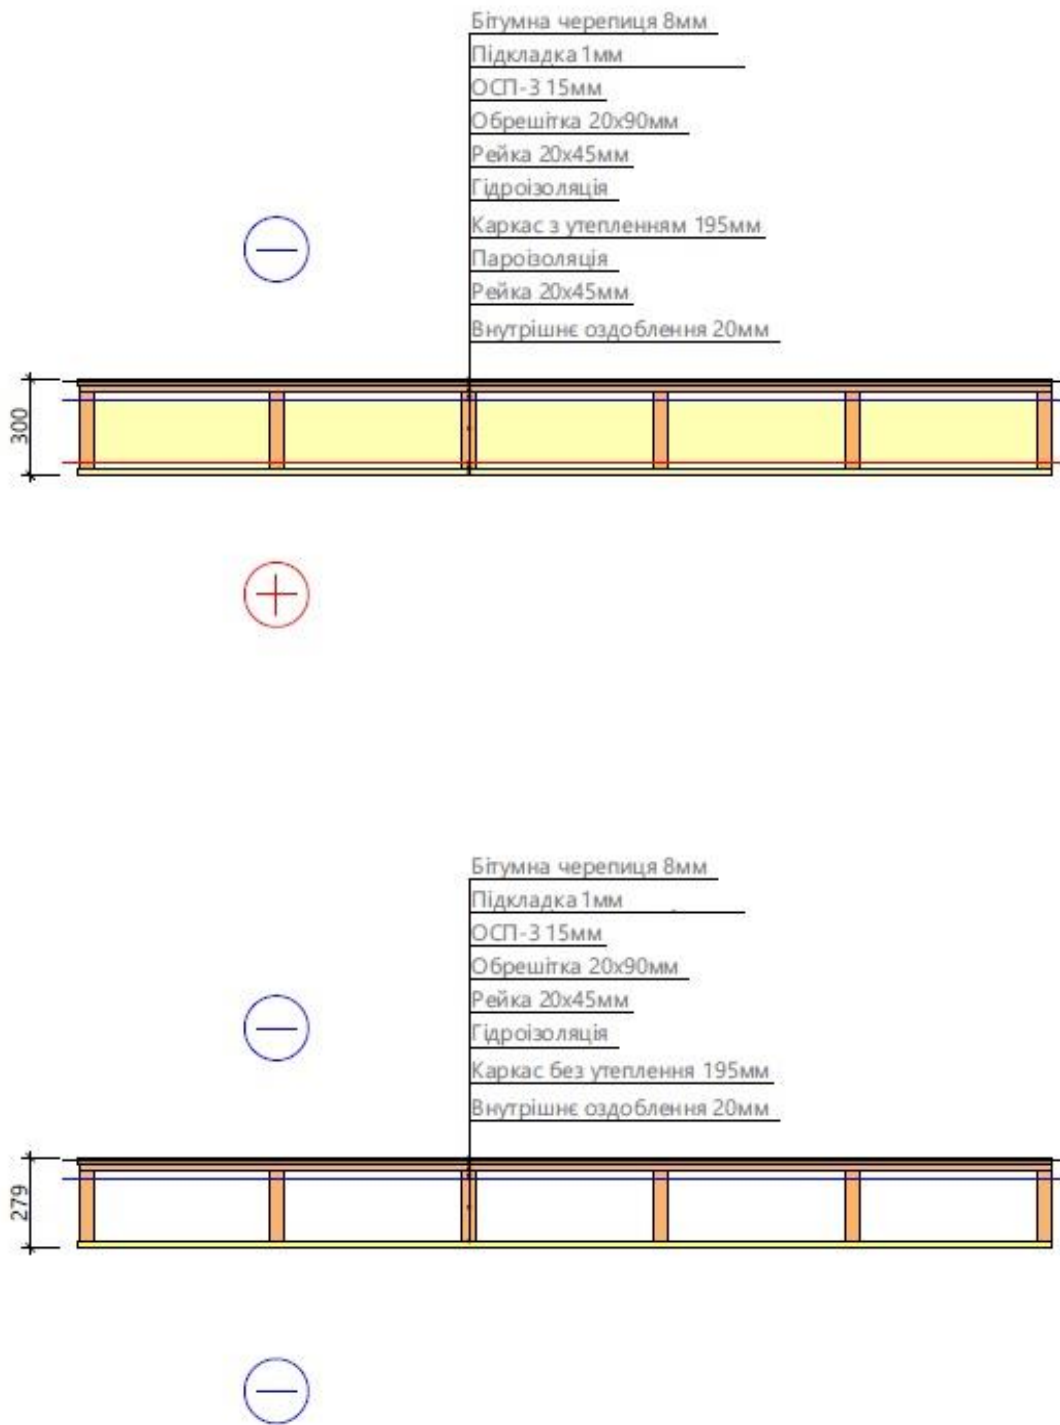 Бітумна черепиця 8мм
Підкладка 1мм
ОСП-3 15мм
Обрешітка 20х90мм
Рейка 20х45мм
Гідроізоляція
Каркас з утепленням 195мм
Пароізоляція
Рейка 20х45мм
Внутрішнє оздоблення 20мм
300
Бітумна черепиця 8мм
Підкладка 1мм
ОСП-3 15мм
Обрешітка 20х90мм
Рейка 20х45мм
Гідроізоляція
Каркас без утеплення 195мм
Внутрішнє оздоблення 20мм
279